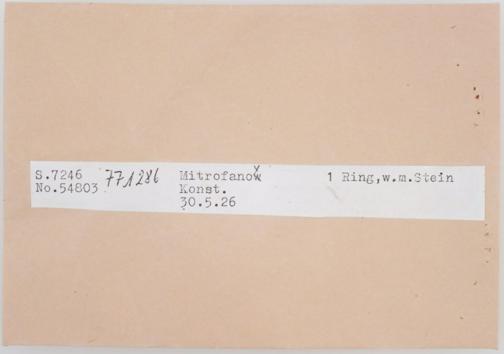 S.7246 771286 Mitrofanow 1 Ring,w.m.Stein
No.54803 Konst.
30.5.26